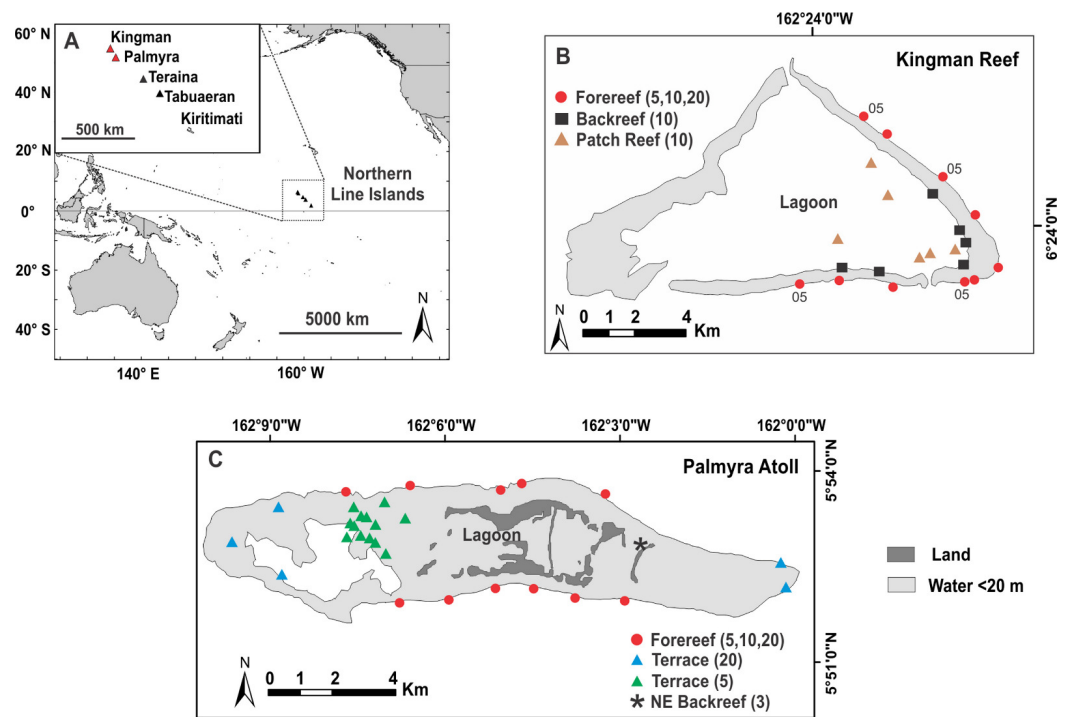 A
Kingman
Palmyra
Teraina
Tabuaeran
Kiritimati
500 km
Northern
Line Islands
5000 km
N
60° N
40° N
20° N
0°
20° S
40° S
140° E
160° W
162°24'0"W
B
Kingman Reef
Forereef (5,10,20)
Backreef (10)
Patch Reef (10)
05
05
Lagoon
05
05
6°24'0"N
N
0 1 2 4
Km
162°9'0"W
162°6'0"W
162°3'0"W
162°0'0"W
C
Palmyra Atoll
5°54'0"N
Lagoon
Land
Water <20 m
Forereef (5,10,20)
Terrace (20)
Terrace (5)
NE Backreef (3)
5°51'0"N
N
0 1 2 4
Km